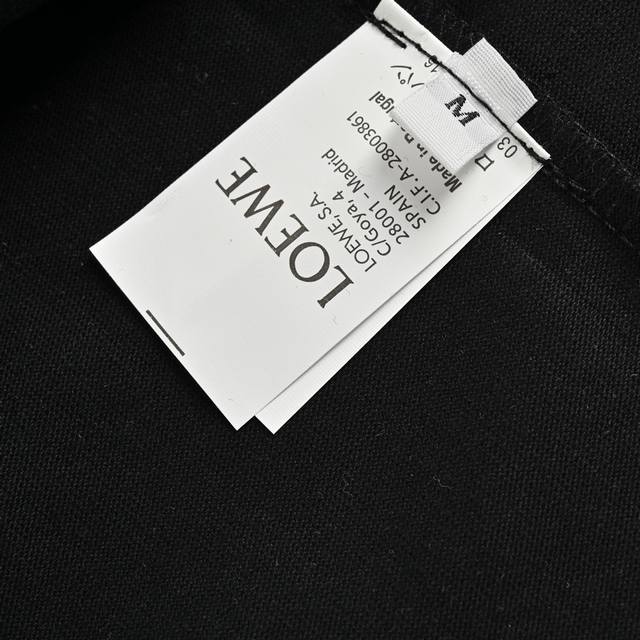 LOEWE
LOEWE, S.A.
C/Goya, 4
28001 - Madrid
SPAIN
C.I.F. A-28003861
Made in
M
03